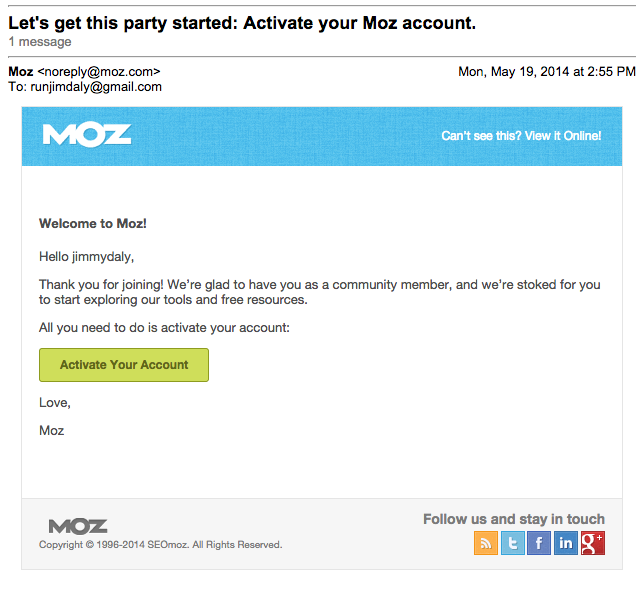 Let's get this party started: Activate your Moz account.
1 message
Moz <noreply@moz.com> Mon, May 19, 2014 at 2:55 PM
To: runjimdaly@gmail.com
MOZ Can't see this? View it Online!
Welcome to Moz!
Hello jimmydaly,
Thank you for joining! We're glad to have you as a community member, and we're stoked for you
to start exploring our tools and free resources.
All you need to do is activate your account:
Activate Your Account
Love,
Moz
MOZ
Copyright © 1996-2014 SEOmoz. All Rights Reserved.
Follow us and stay in touch
t f in g+